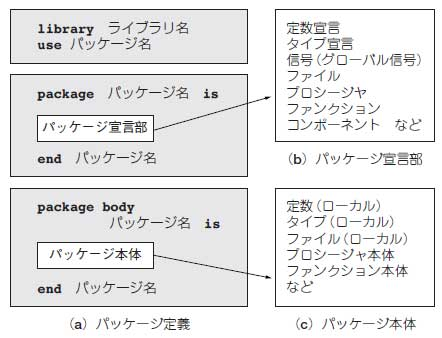 library ライブラリ名
use パッケージ名
package パッケージ名 is
パッケージ宣言部
end パッケージ名
package body
パッケージ名 is
パッケージ本体
end パッケージ名
(a) パッケージ定義
定数宣言
タイプ宣言
信号(グローバル信号)
ファイル
プロシージヤ
ファンクション
コンポーネント など
(b) パッケージ宣言部
定数(ローカル)
タイプ(ローカル)
ファイル(ローカル)
プロシージャ本体
ファンクション本体
など
(c) パッケージ本体